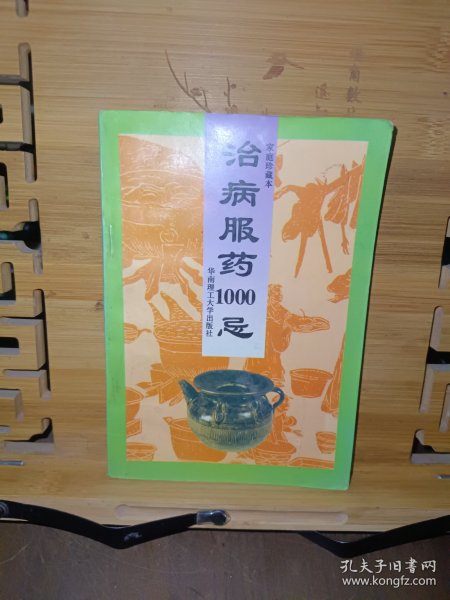 家庭珍藏本
治病服药1000忌
华南理工大学出版社
孔夫子旧书网
www.kongfz.com